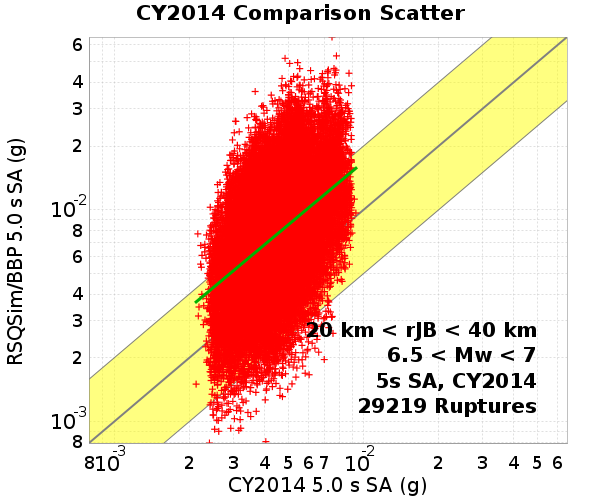 CY2014 Comparison Scatter
RSQSim/BBP 5.0 s SA (g)
6
4
3
2
10-2
8
6
4
3
2
10-3
8
20 km < rJB < 40 km
6.5 < Mw < 7
5s SA, CY2014
29219 Ruptures
8 10-3 2 3 4 5 6 7 10-2 2 3 4 5 6
CY2014 5.0 s SA (g)